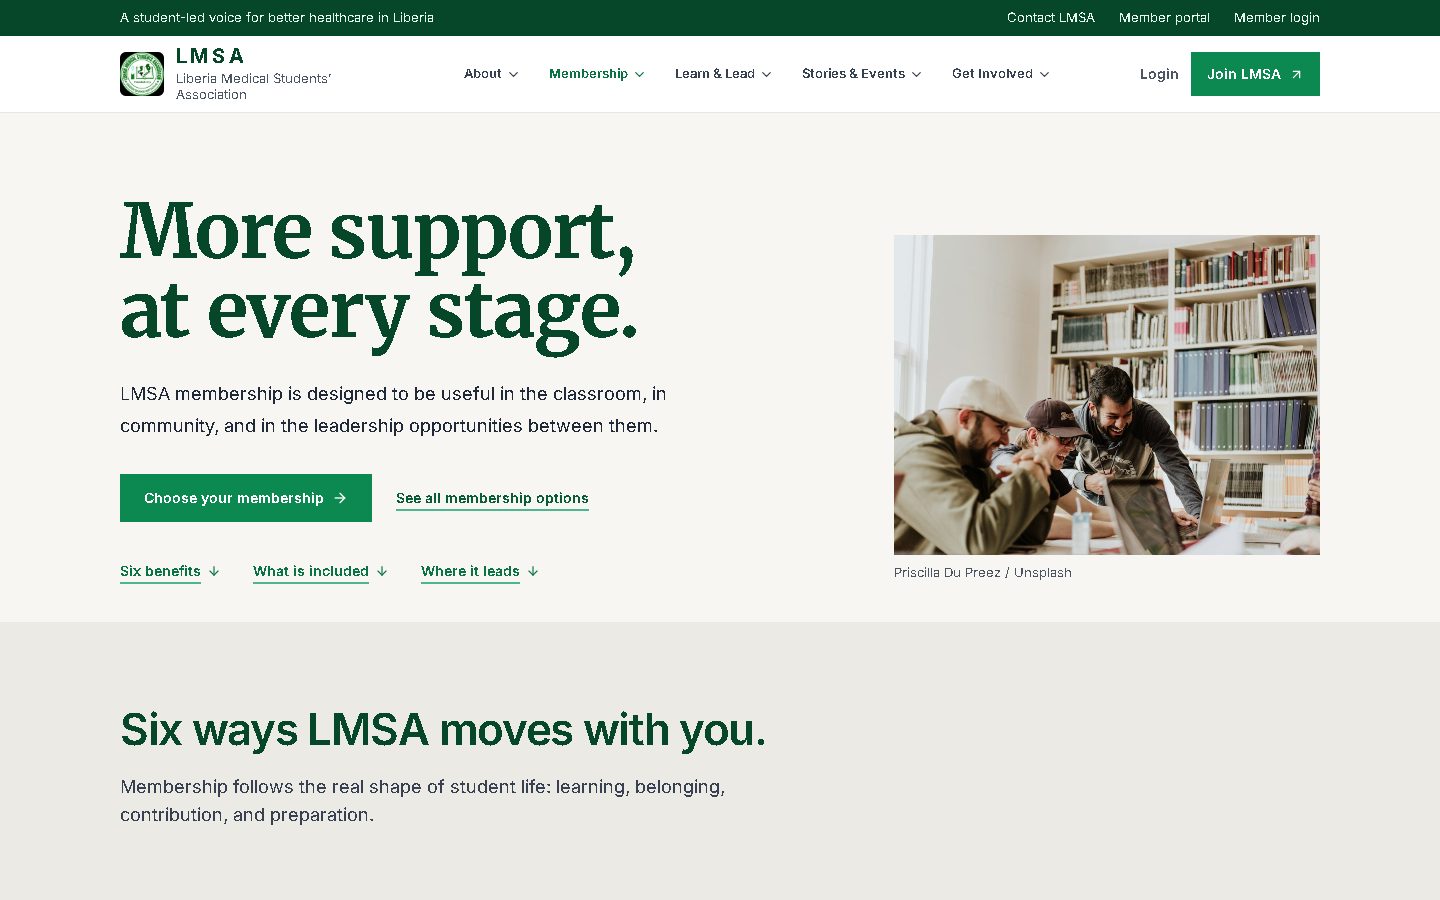 A student-led voice for better healthcare in Liberia
Contact LMSA
Member portal
Member login
LMSA
Liberia Medical Students'
Association
About
Membership
Learn & Lead
Stories & Events
Get Involved
Login
Join LMSA
More support,
at every stage.
LMSA membership is designed to be useful in the classroom, in
community, and in the leadership opportunities between them.
Choose your membership
See all membership options
Six benefits
What is included
Where it leads
Priscilla Du Preez / Unsplash
Six ways LMSA moves with you.
Membership follows the real shape of student life: learning, belonging,
contribution, and preparation.